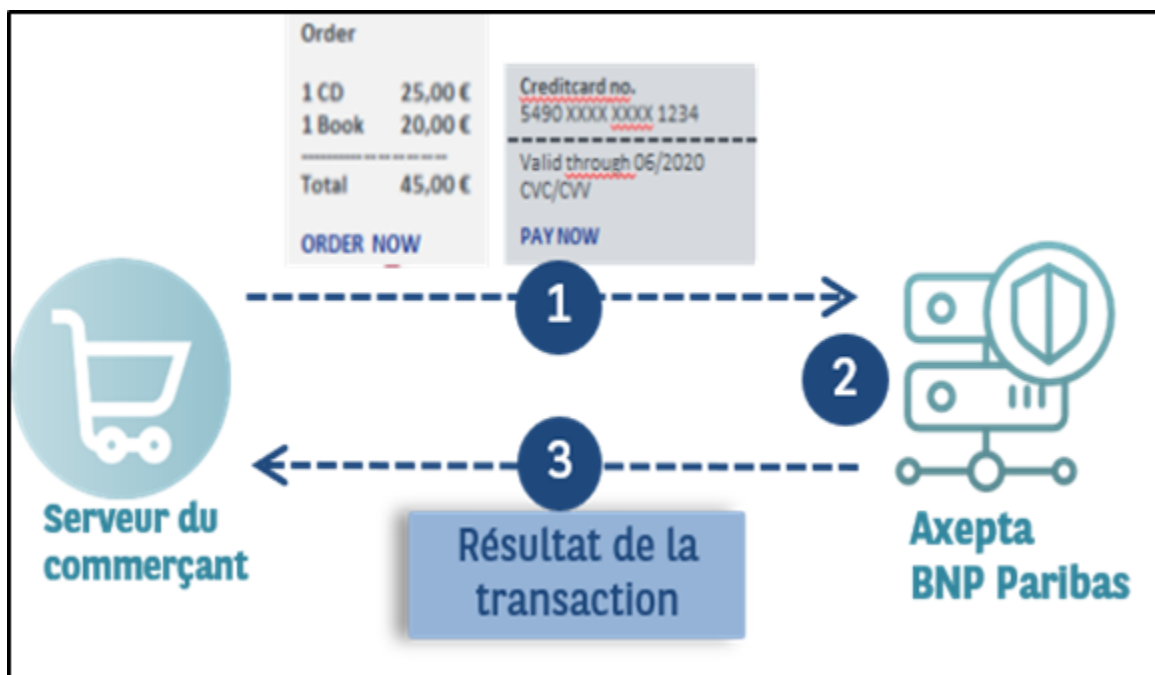 Order
1 CD 25,00 €
1 Book 20,00 €
--------------------
Total 45,00 €
ORDER NOW
Creditcard no.
5490 XXXX XXXX 1234
Valid through 06/2020
CVC/CVV
PAY NOW
1
2
3
Serveur du
commerçant
Résultat de la
transaction
Axepta
BNP Paribas